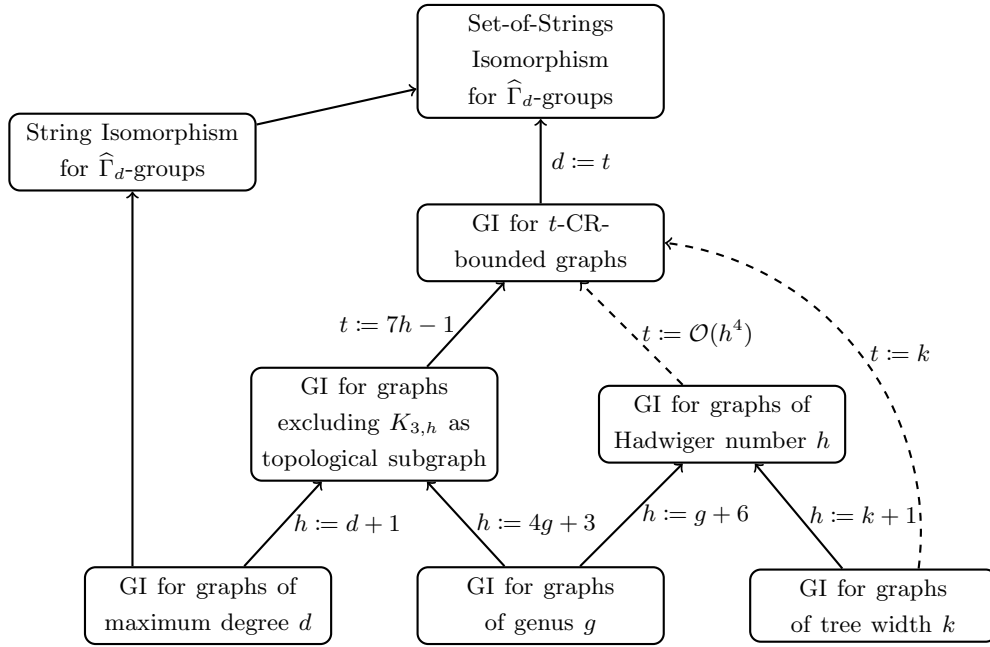 Set-of-Strings
Isomorphism
for Γ̂_d-groups
String Isomorphism
for Γ̂_d-groups
d := t
GI for t-CR-
bounded graphs
t := 7h − 1
t := 𝒪(h⁴)
t := k
GI for graphs
excluding K_{3,h} as
topological subgraph
GI for graphs of
Hadwiger number h
h := d + 1
h := 4g + 3
h := g + 6
h := k + 1
GI for graphs of
maximum degree d
GI for graphs
of genus g
GI for graphs
of tree width k